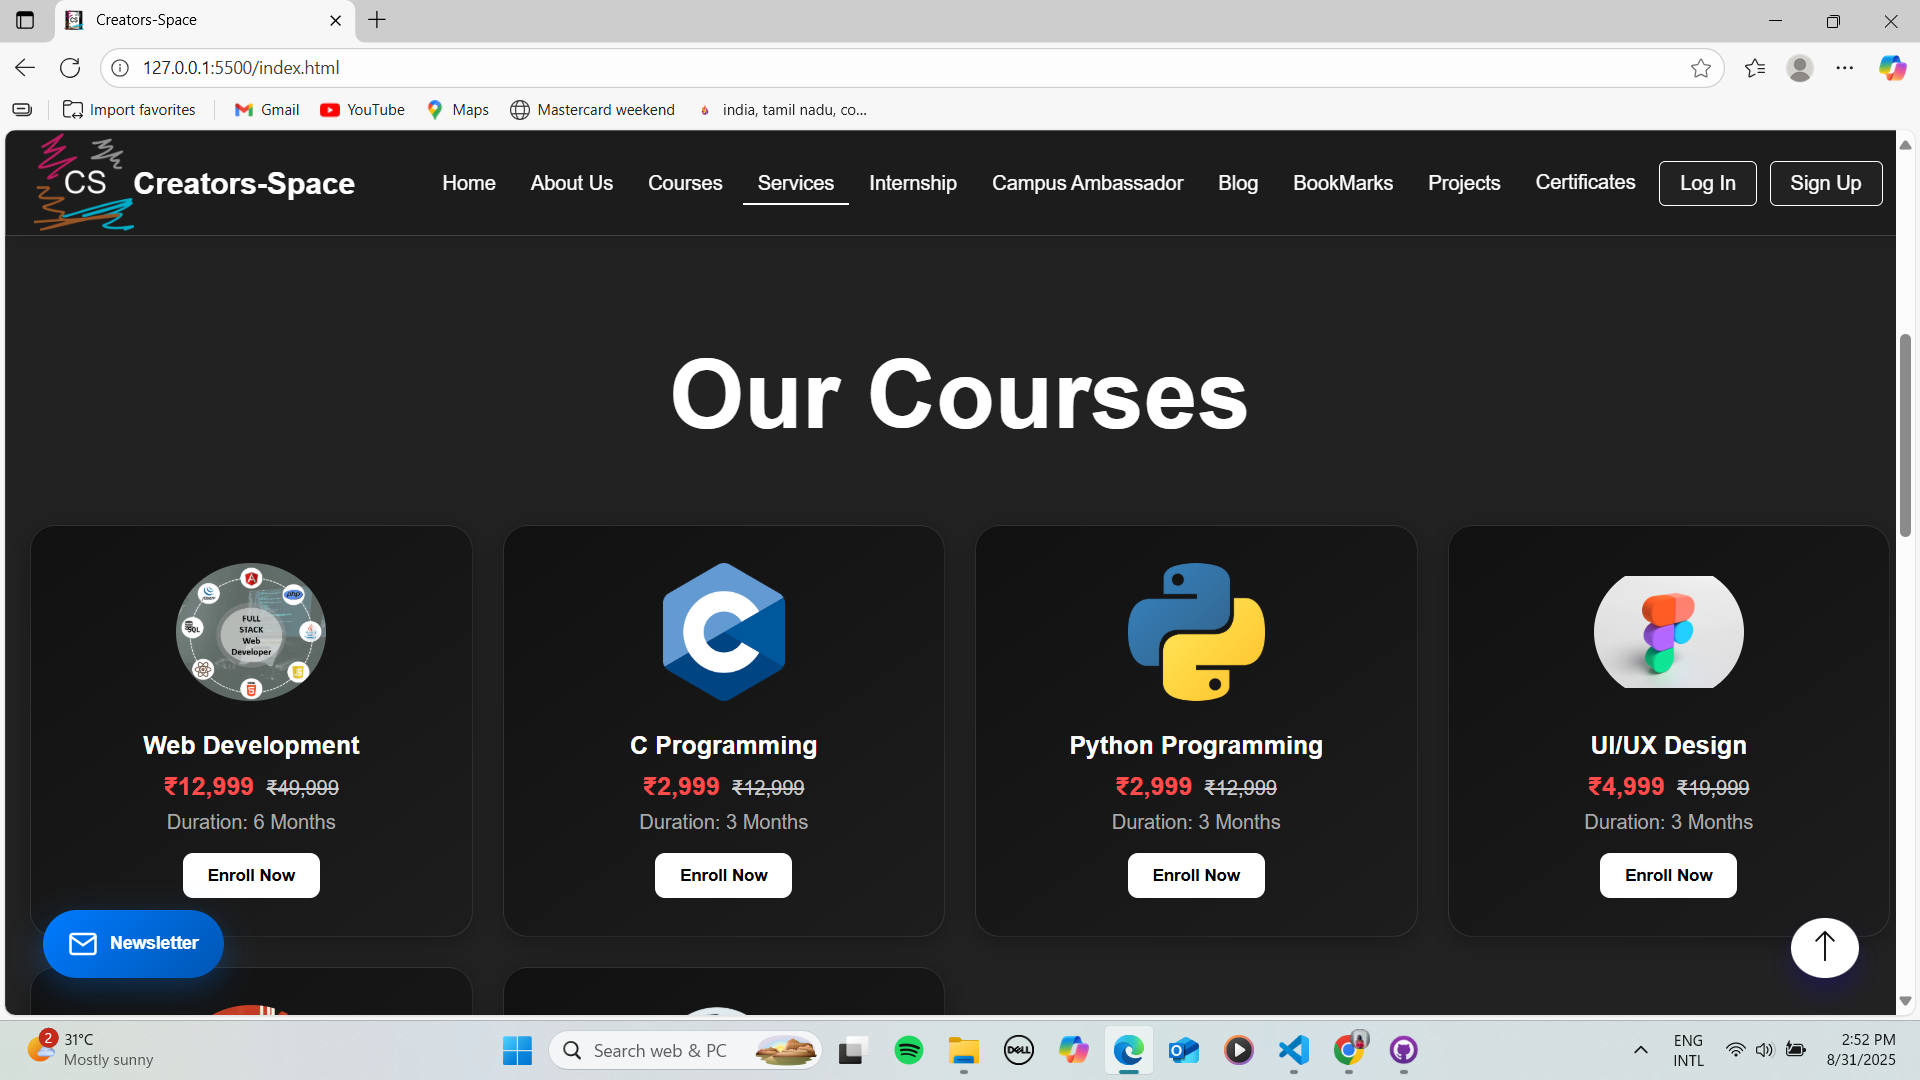 Creators-Space
127.0.0.1:5500/index.html
Import favorites
Gmail
YouTube
Maps
Mastercard weekend
india, tamil nadu, co...
CS
Creators-Space
Home
About Us
Courses
Services
Internship
Campus Ambassador
Blog
BookMarks
Projects
Certificates
Log In
Sign Up
Our Courses
FULL
STACK
Web
Developer
SQL
php
Web Development
₹12,999 ₹49,999
Duration: 6 Months
Enroll Now
C
C Programming
₹2,999 ₹12,999
Duration: 3 Months
Enroll Now
Python Programming
₹2,999 ₹12,999
Duration: 3 Months
Enroll Now
UI/UX Design
₹4,999 ₹19,999
Duration: 3 Months
Enroll Now
Newsletter
2
31°C
Mostly sunny
Search web & PC
DELL
ENG
INTL
2:52 PM
8/31/2025